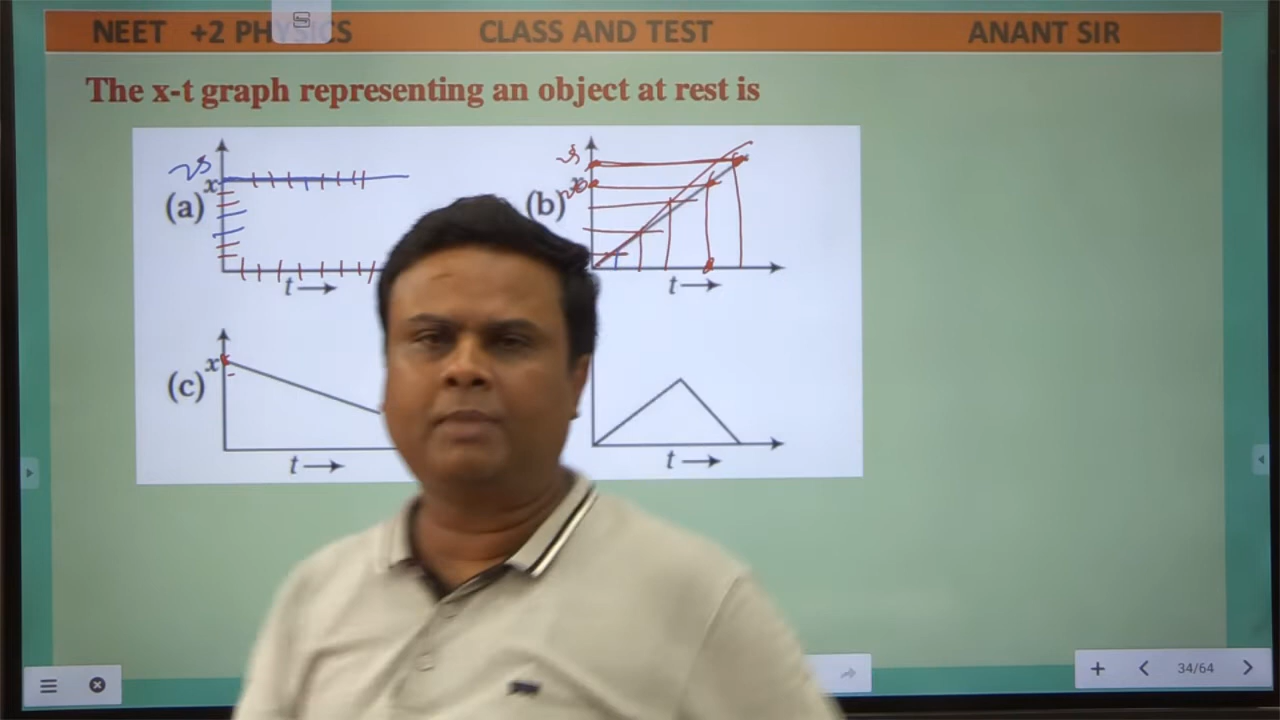 NEET +2 PHYSICS CLASS AND TEST ANANT SIR
The x-t graph representing an object at rest is
x
(a)
t
x
(b)
t
x
(c)
t
t
34/64